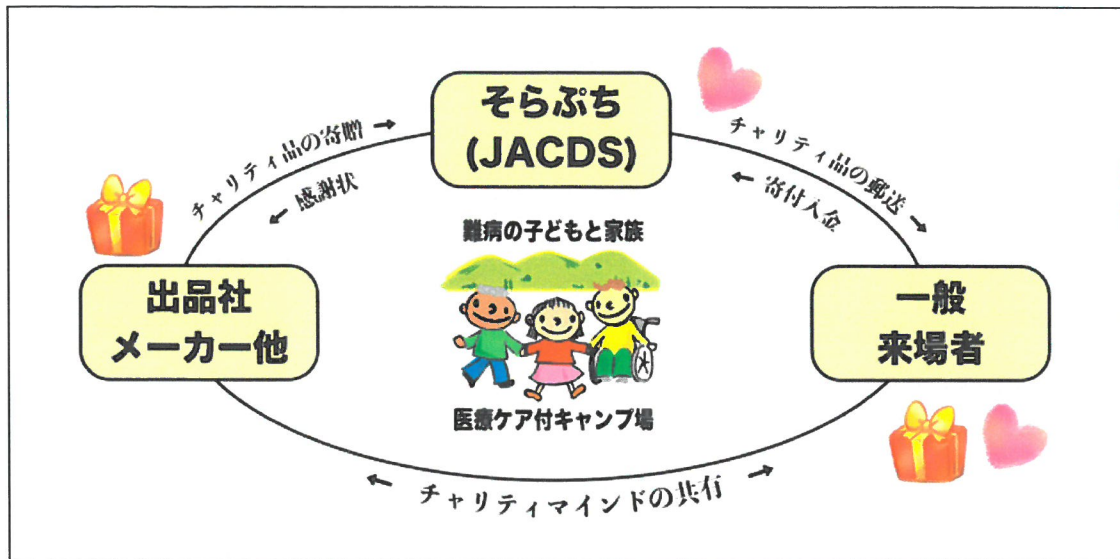 そらぷち
(JACDS)
チャリティ品の寄贈 →
← 感謝状
チャリティ品の郵送 →
← 寄付入金
難病の子どもと家族
出品社
メーカー他
一般
来場者
医療ケア付キャンプ場
← チャリティマインドの共有 →